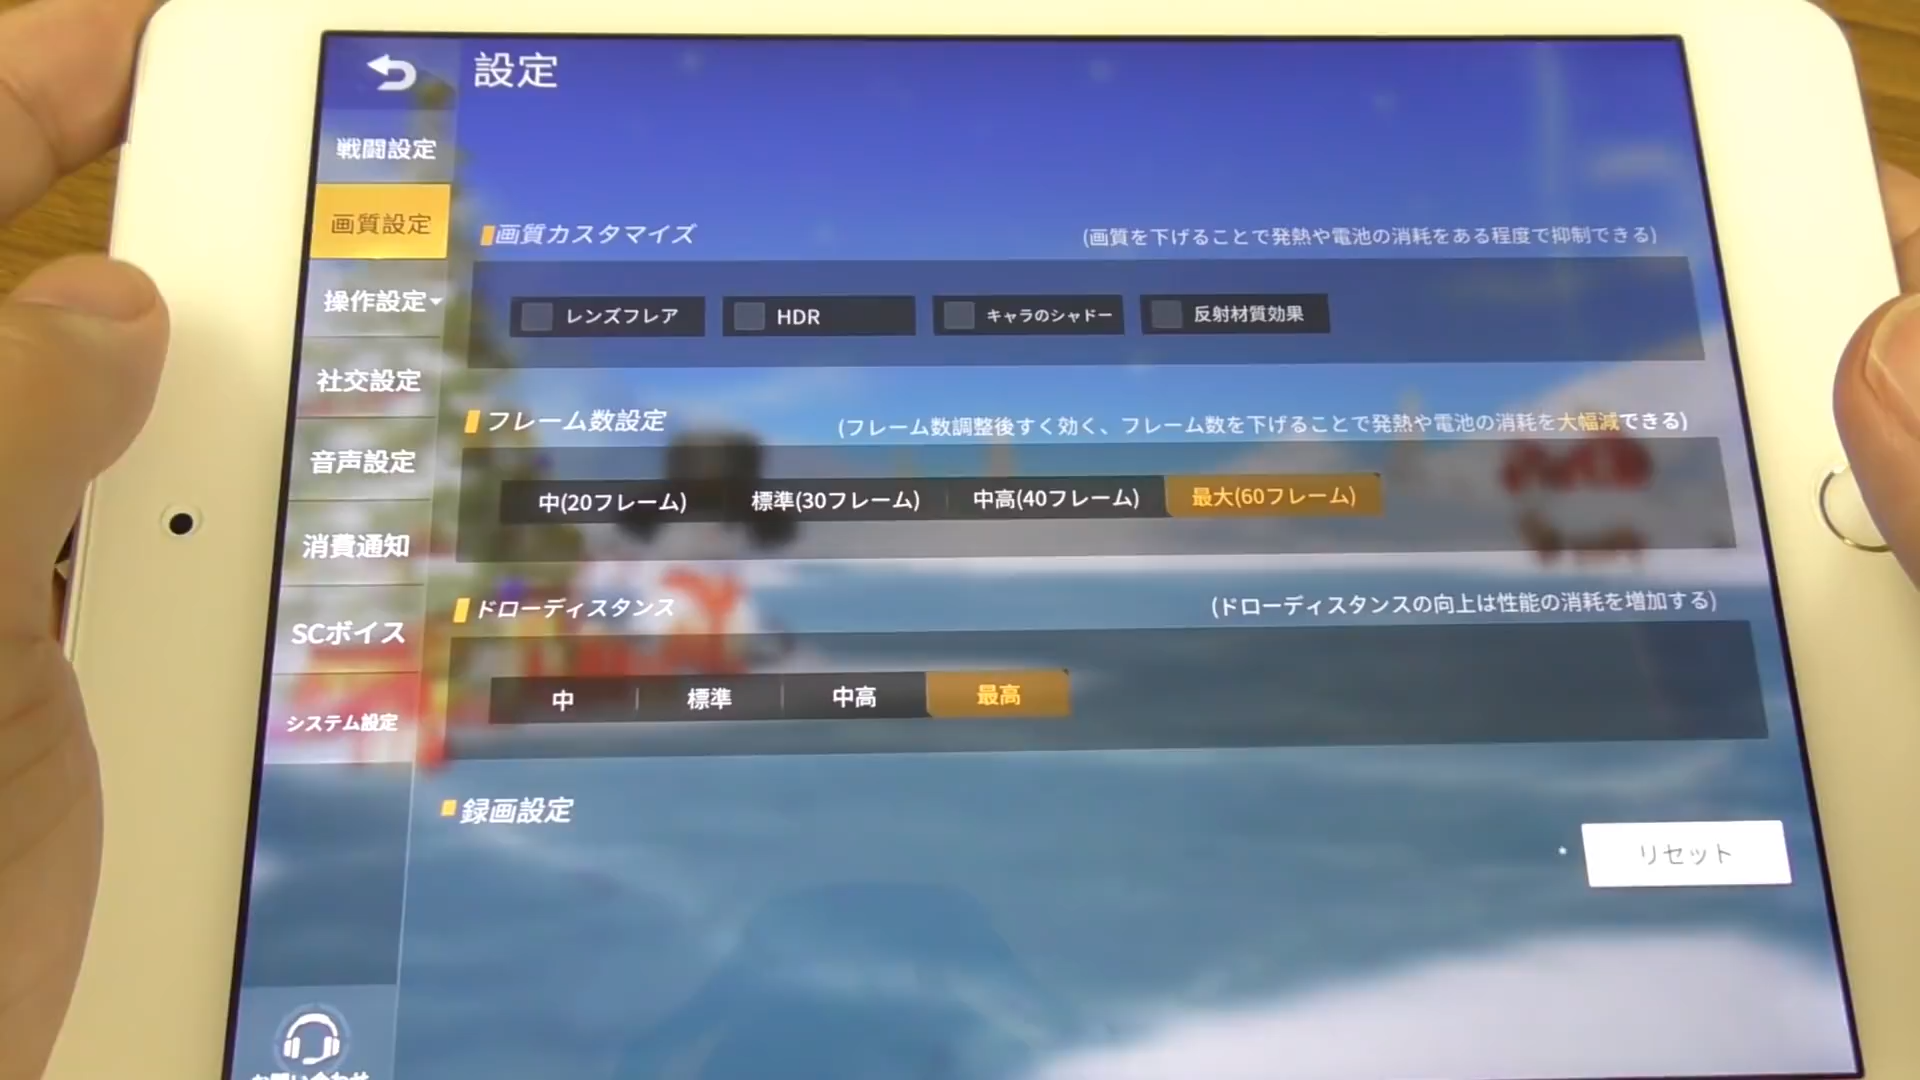 設定
戦闘設定
画質設定
操作設定
社交設定
音声設定
消費通知
SCボイス
システム設定
画質カスタマイズ
(画質を下げることで発熱や電池の消耗をある程度で抑制できる)
レンズフレア
HDR
キャラのシャドー
反射材質効果
フレーム数設定
(フレーム数調整後すく効く、フレーム数を下げることで発熱や電池の消耗を大幅減できる)
中(20フレーム)
標準(30フレーム)
中高(40フレーム)
最大(60フレーム)
ドローディスタンス
(ドローディスタンスの向上は性能の消耗を増加する)
中
標準
中高
最高
録画設定
リセット